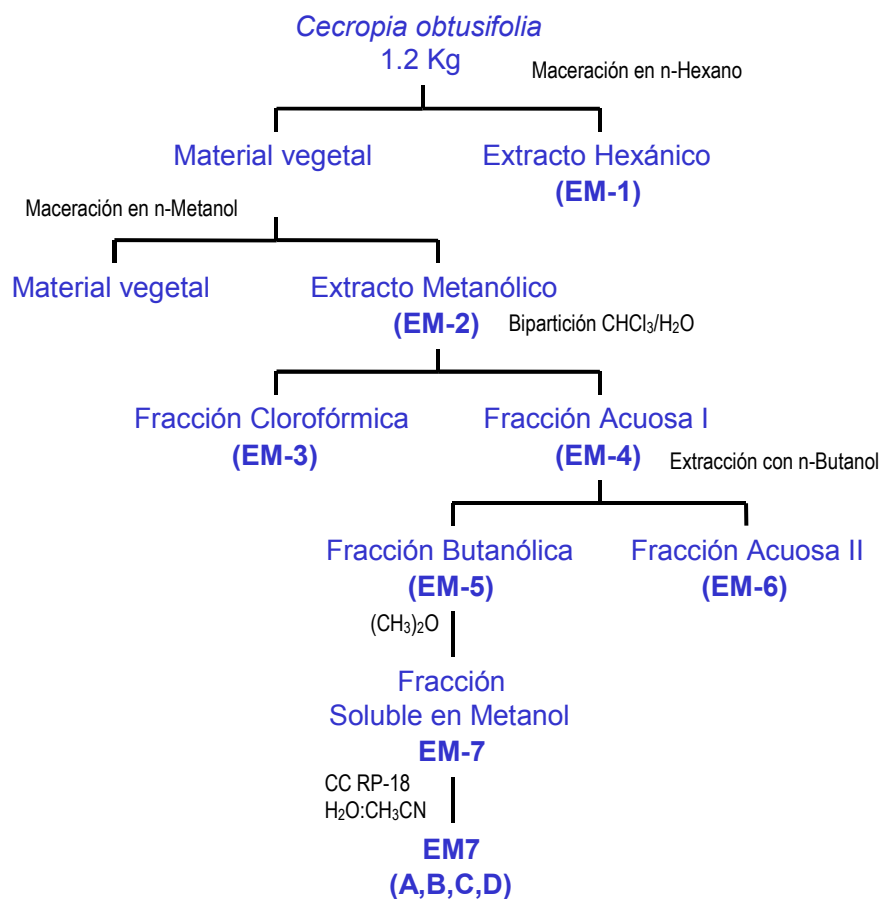 Cecropia obtusifolia
1.2 Kg
Maceración en n-Hexano
Material vegetal
Extracto Hexánico
(EM-1)
Maceración en n-Metanol
Material vegetal
Extracto Metanólico
(EM-2)
Bipartición CHCl₃/H₂O
Fracción Clorofórmica
(EM-3)
Fracción Acuosa I
(EM-4)
Extracción con n-Butanol
Fracción Butanólica
(EM-5)
Fracción Acuosa II
(EM-6)
(CH₃)₂O
Fracción
Soluble en Metanol
EM-7
CC RP-18
H₂O:CH₃CN
EM7
(A,B,C,D)